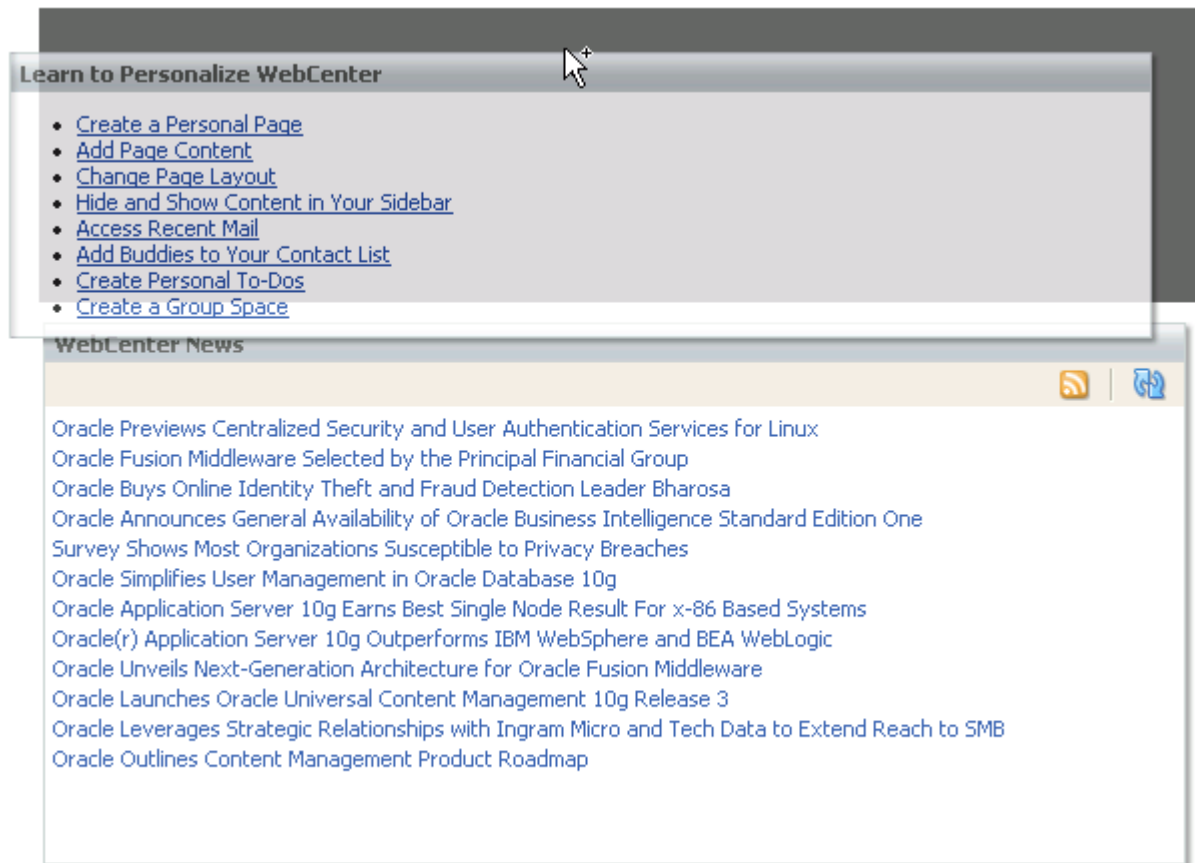 Learn to Personalize WebCenter
Create a Personal Page
Add Page Content
Change Page Layout
Hide and Show Content in Your Sidebar
Access Recent Mail
Add Buddies to Your Contact List
Create Personal To-Dos
Create a Group Space
WebCenter News
Oracle Previews Centralized Security and User Authentication Services for Linux
Oracle Fusion Middleware Selected by the Principal Financial Group
Oracle Buys Online Identity Theft and Fraud Detection Leader Bharosa
Oracle Announces General Availability of Oracle Business Intelligence Standard Edition One
Survey Shows Most Organizations Susceptible to Privacy Breaches
Oracle Simplifies User Management in Oracle Database 10g
Oracle Application Server 10g Earns Best Single Node Result For x-86 Based Systems
Oracle(r) Application Server 10g Outperforms IBM WebSphere and BEA WebLogic
Oracle Unveils Next-Generation Architecture for Oracle Fusion Middleware
Oracle Launches Oracle Universal Content Management 10g Release 3
Oracle Leverages Strategic Relationships with Ingram Micro and Tech Data to Extend Reach to SMB
Oracle Outlines Content Management Product Roadmap